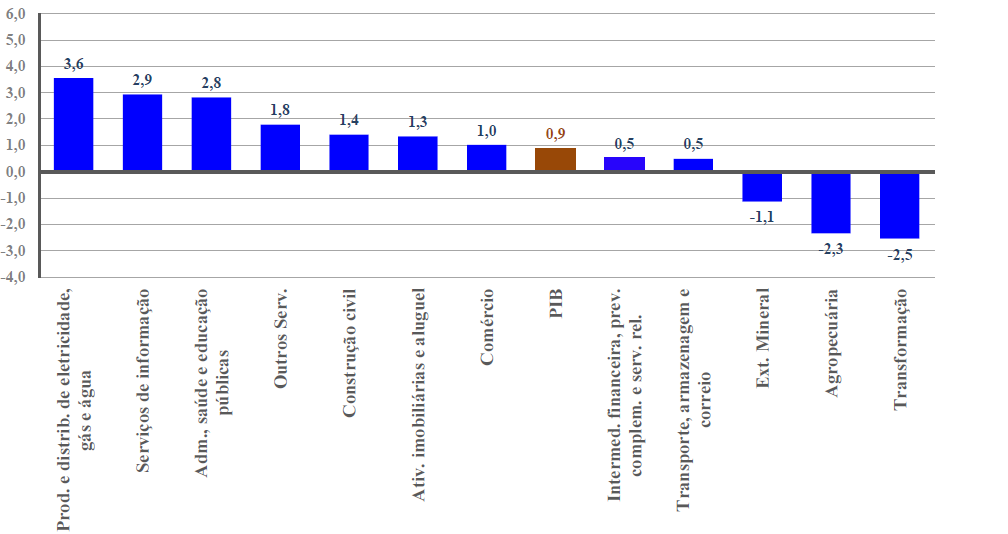 6,0
5,0
4,0
3,0
2,0
1,0
0,0
-1,0
-2,0
-3,0
-4,0
3,6
2,9
2,8
1,8
1,4
1,3
1,0
0,9
0,5
0,5
-1,1
-2,3
-2,5
Prod. e distrib. de eletricidade,
gás e água
Serviços de informação
Adm., saúde e educação
públicas
Outros Serv.
Construção civil
Ativ. imobiliárias e aluguel
Comércio
PIB
Intermed. financeira, prev.
complem. e serv. rel.
Transporte, armazenagem e
correio
Ext. Mineral
Agropecuária
Transformação